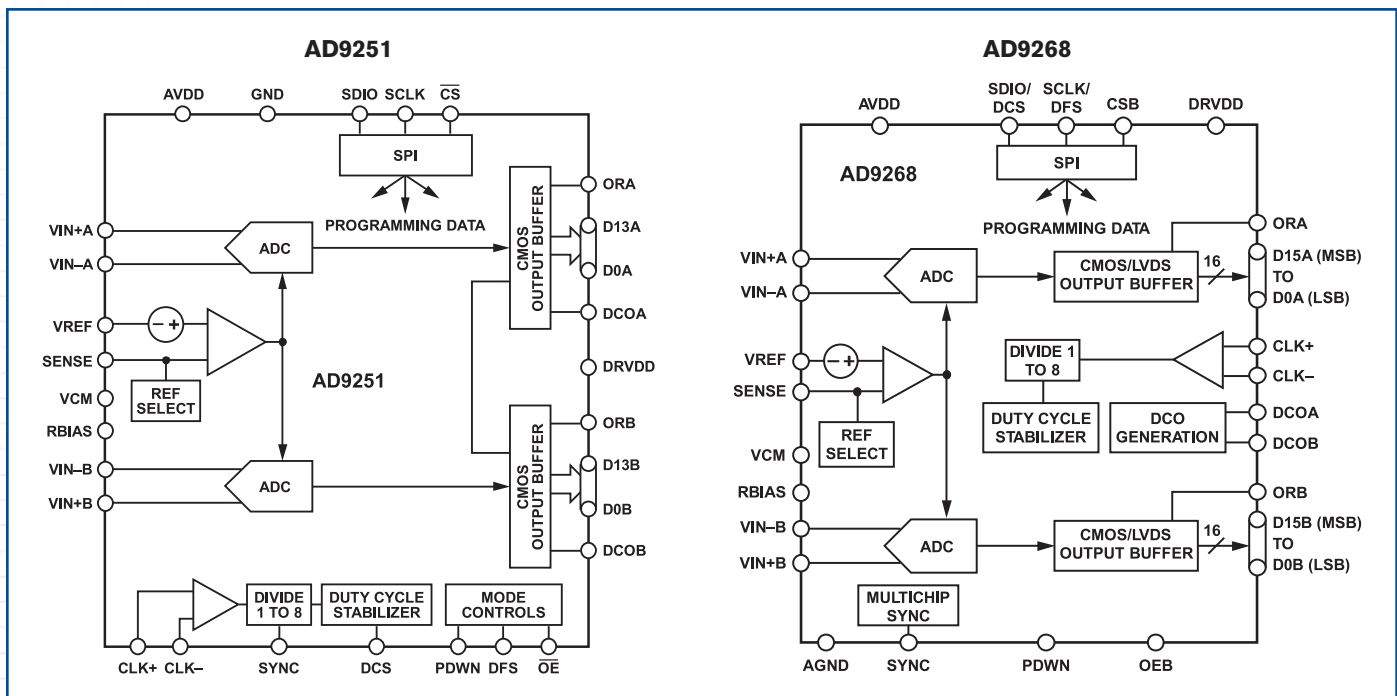 AD9251
AVDD
GND
SDIO SCLK C̅S̅
SPI
PROGRAMMING DATA
VIN+A
VIN–A
ADC
CMOS
OUTPUT BUFFER
ORA
D13A
D0A
DCOA
VREF
– +
SENSE
REF
SELECT
AD9251
DRVDD
VCM
RBIAS
VIN–B
VIN+B
ADC
CMOS
OUTPUT BUFFER
ORB
D13B
D0B
DCOB
DIVIDE
1 TO 8
DUTY CYCLE
STABILIZER
MODE
CONTROLS
CLK+ CLK–
SYNC
DCS
PDWN DFS O̅E̅
AD9268
AVDD
SDIO/
DCS
SCLK/
DFS
CSB
DRVDD
SPI
AD9268
PROGRAMMING DATA
VIN+A
VIN–A
ADC
CMOS/LVDS
OUTPUT BUFFER
16
ORA
D15A (MSB)
TO
D0A (LSB)
VREF
– +
SENSE
REF
SELECT
DIVIDE 1
TO 8
CLK+
CLK–
DUTY CYCLE
STABILIZER
DCO
GENERATION
DCOA
DCOB
VCM
RBIAS
VIN–B
VIN+B
ADC
CMOS/LVDS
OUTPUT BUFFER
16
ORB
D15B (MSB)
TO
D0B (LSB)
MULTICHIP
SYNC
AGND
SYNC
PDWN
OEB